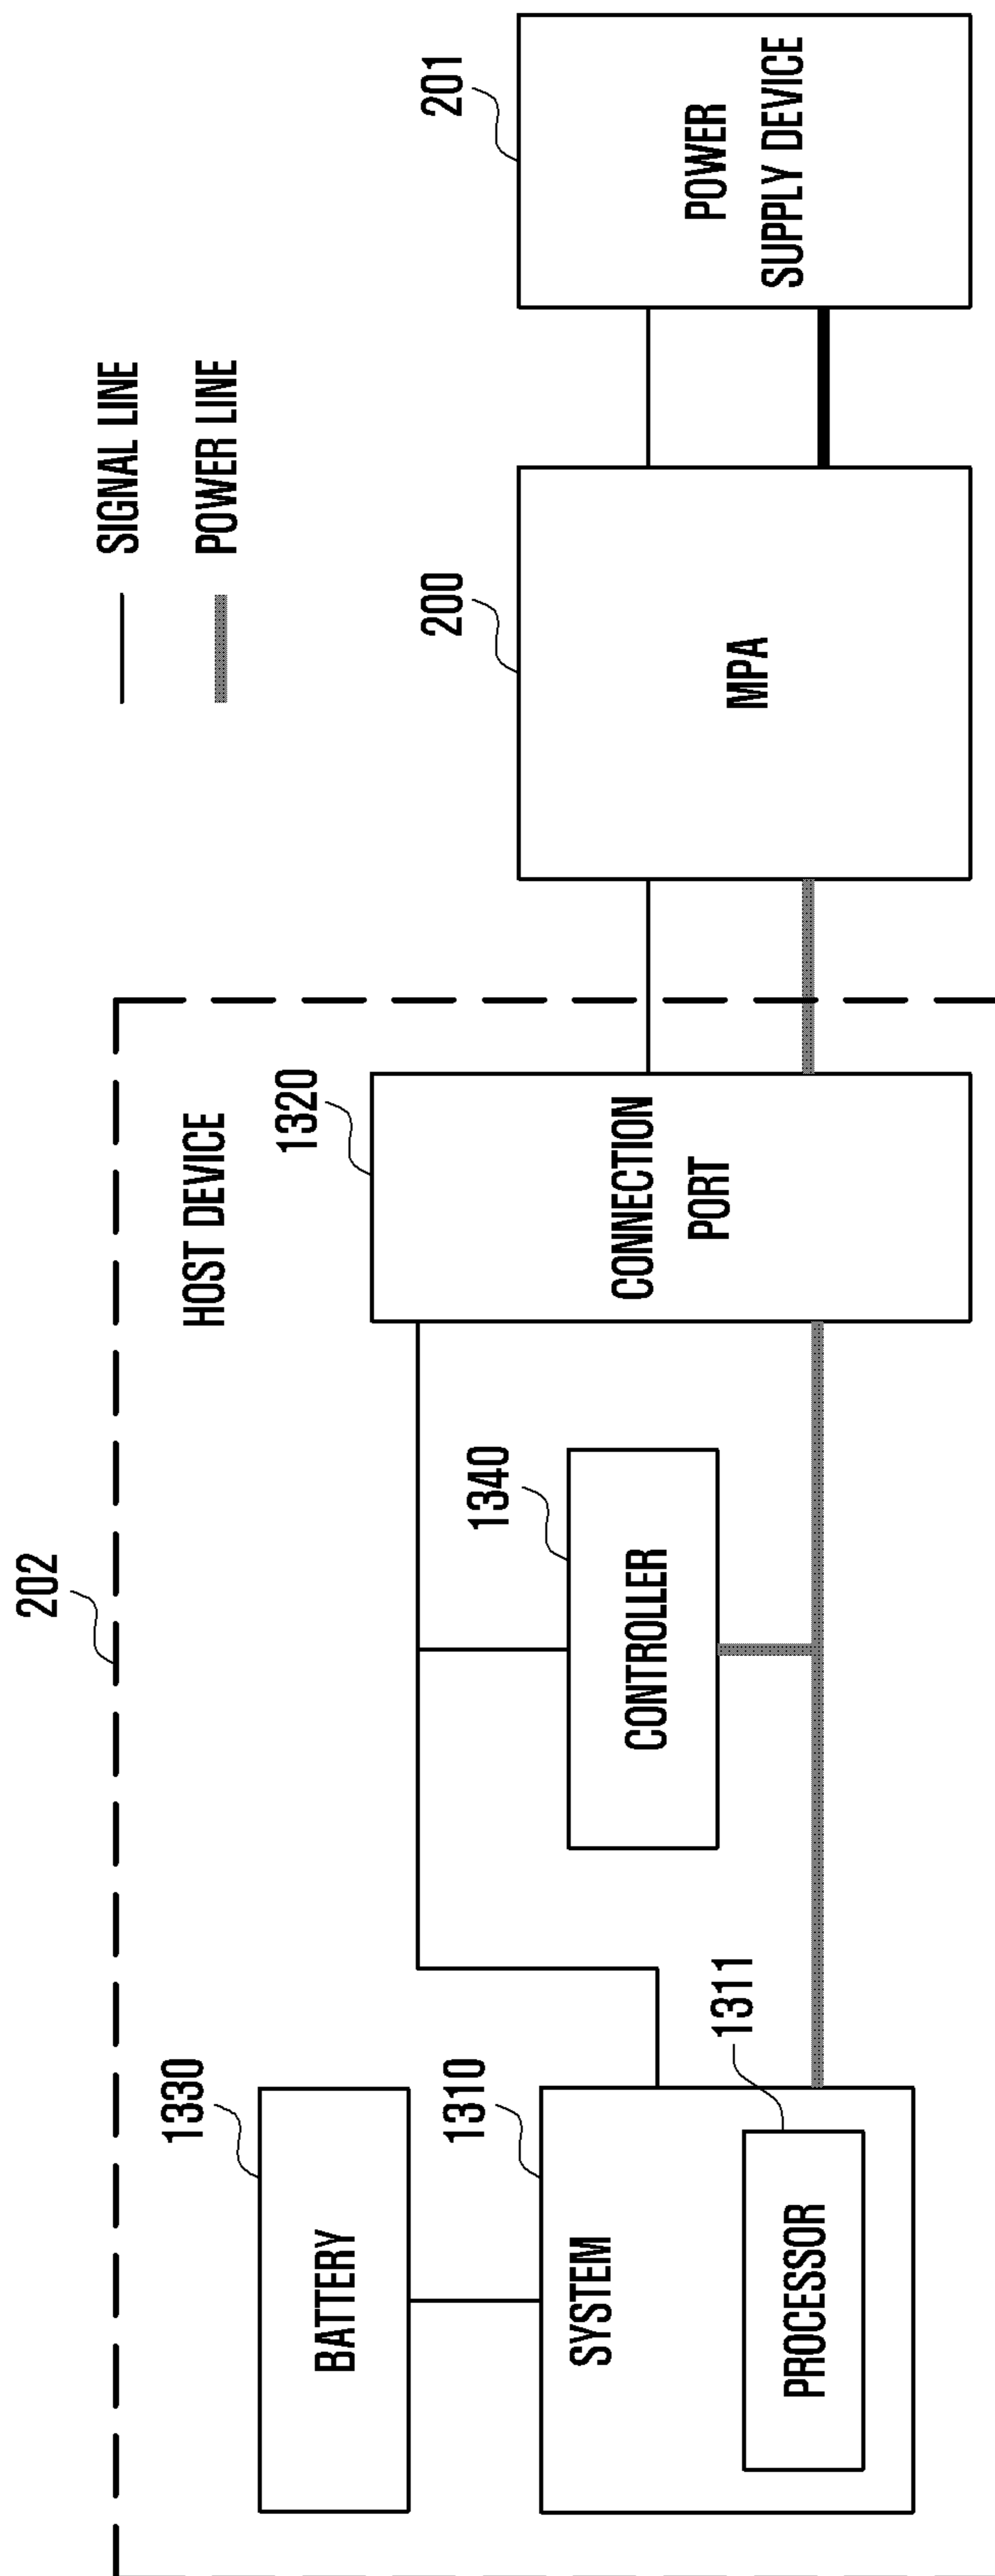 202
HOST DEVICE
SIGNAL LINE
POWER LINE
1330
BATTERY
1310
SYSTEM
1311
PROCESSOR
1340
CONTROLLER
1320
CONNECTION
PORT
200
MPA
201
POWER
SUPPLY DEVICE